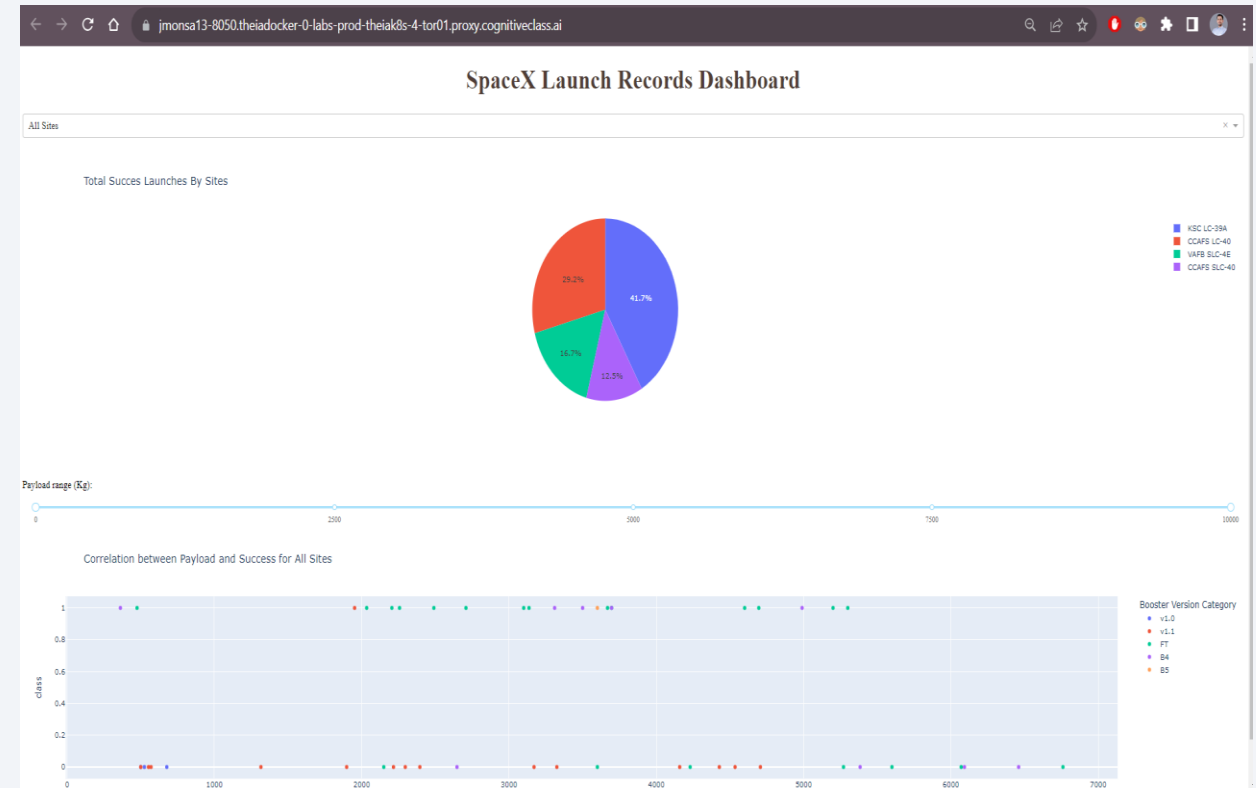 jmonsa13-8050.theiadocker-0-labs-prod-theiak8s-4-tor01.proxy.cognitiveclass.ai
SpaceX Launch Records Dashboard
All Sites
Total Succes Launches By Sites
KSC LC-39A
CCAFS LC-40
VAFB SLC-4E
CCAFS SLC-40
29.2%
41.7%
16.7%
12.5%
Payload range (Kg):
0 2500 5000 7500 10000
Correlation between Payload and Success for All Sites
Booster Version Category
v1.0
v1.1
FT
B4
B5
class
1
0.8
0.6
0.4
0.2
0
0 1000 2000 3000 4000 5000 6000 7000